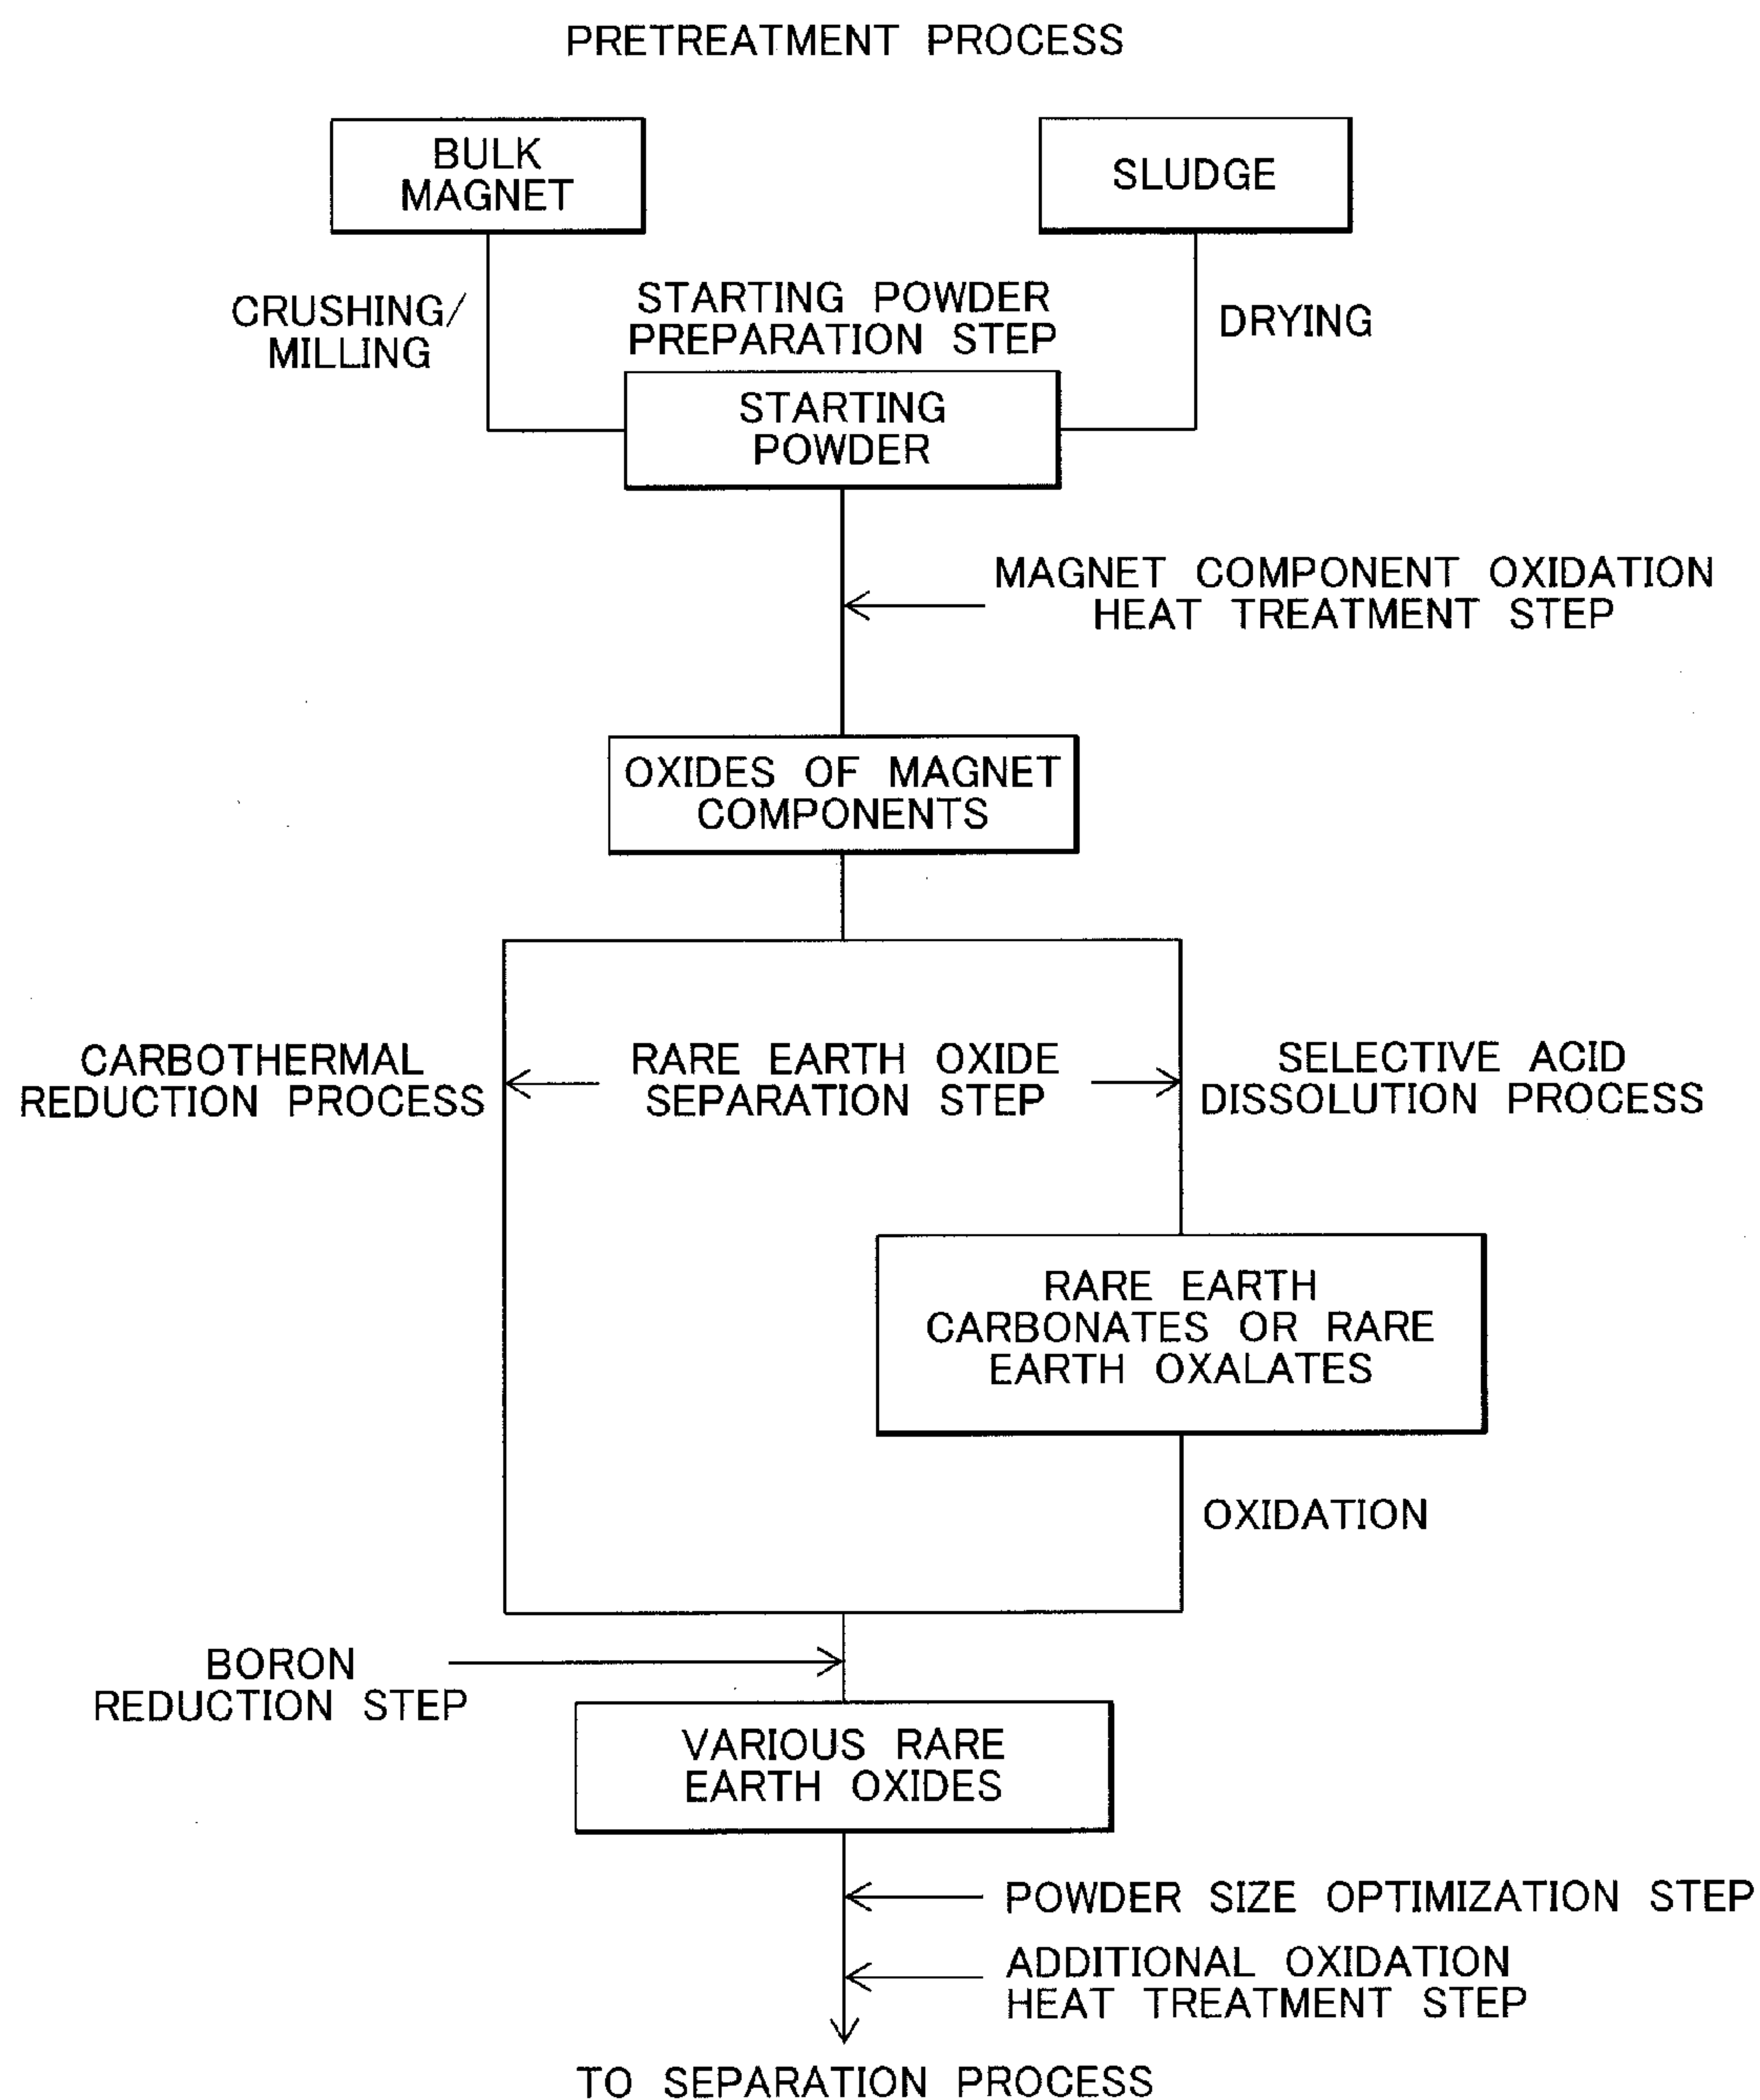 PRETREATMENT PROCESS
BULK
MAGNET
SLUDGE
CRUSHING/
MILLING
STARTING POWDER
PREPARATION STEP
DRYING
STARTING
POWDER
MAGNET COMPONENT OXIDATION
HEAT TREATMENT STEP
OXIDES OF MAGNET
COMPONENTS
CARBOTHERMAL
REDUCTION PROCESS
RARE EARTH OXIDE
SEPARATION STEP
SELECTIVE ACID
DISSOLUTION PROCESS
RARE EARTH
CARBONATES OR RARE
EARTH OXALATES
OXIDATION
BORON
REDUCTION STEP
VARIOUS RARE
EARTH OXIDES
POWDER SIZE OPTIMIZATION STEP
ADDITIONAL OXIDATION
HEAT TREATMENT STEP
TO SEPARATION PROCESS